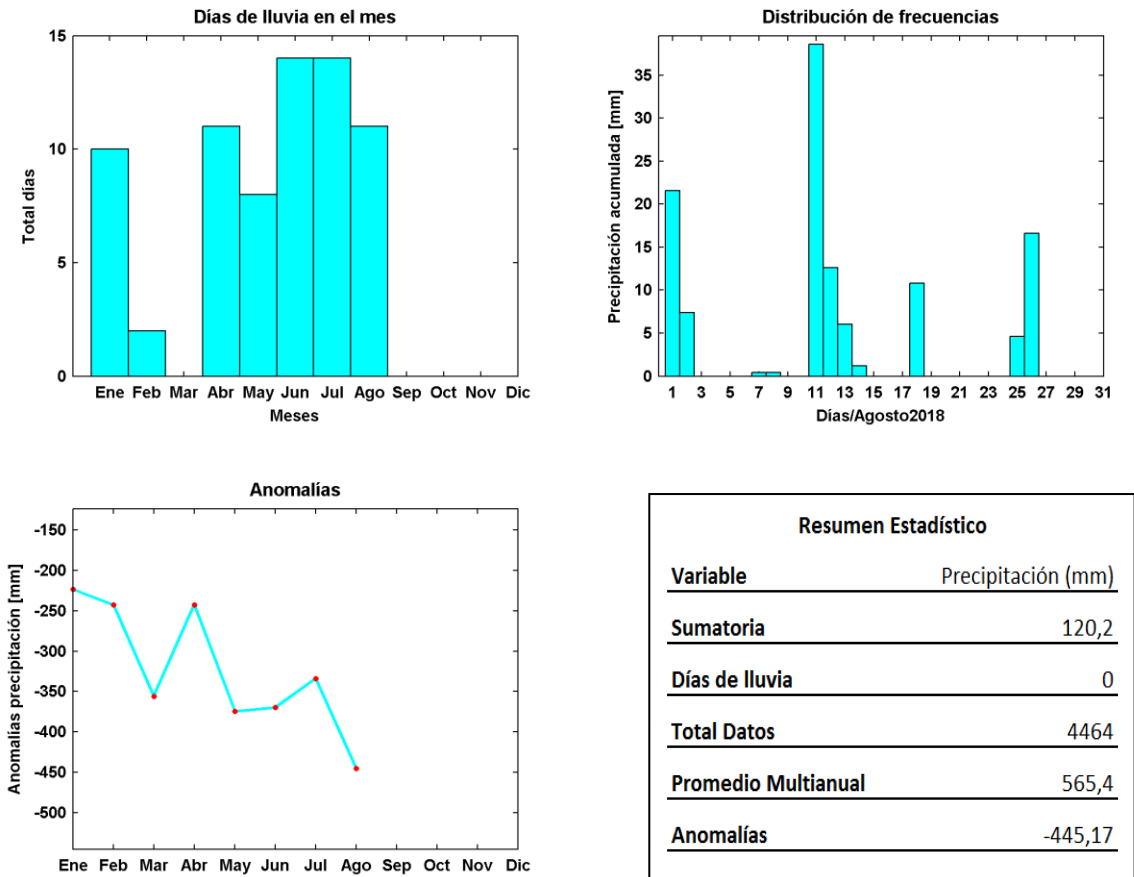 Días de lluvia en el mes
15
10
5
0
Total días
Ene Feb Mar Abr May Jun Jul Ago Sep Oct Nov Dic
Meses
Distribución de frecuencias
35
30
25
20
15
10
5
0
Precipitación acumulada [mm]
1 3 5 7 9 11 13 15 17 19 21 23 25 27 29 31
Días/Agosto2018
Anomalías
-150
-200
-250
-300
-350
-400
-450
-500
Anomalías precipitación [mm]
Ene Feb Mar Abr May Jun Jul Ago Sep Oct Nov Dic
Resumen Estadístico
Variable Precipitación (mm)
Sumatoria 120,2
Días de lluvia 0
Total Datos 4464
Promedio Multianual 565,4
Anomalías -445,17